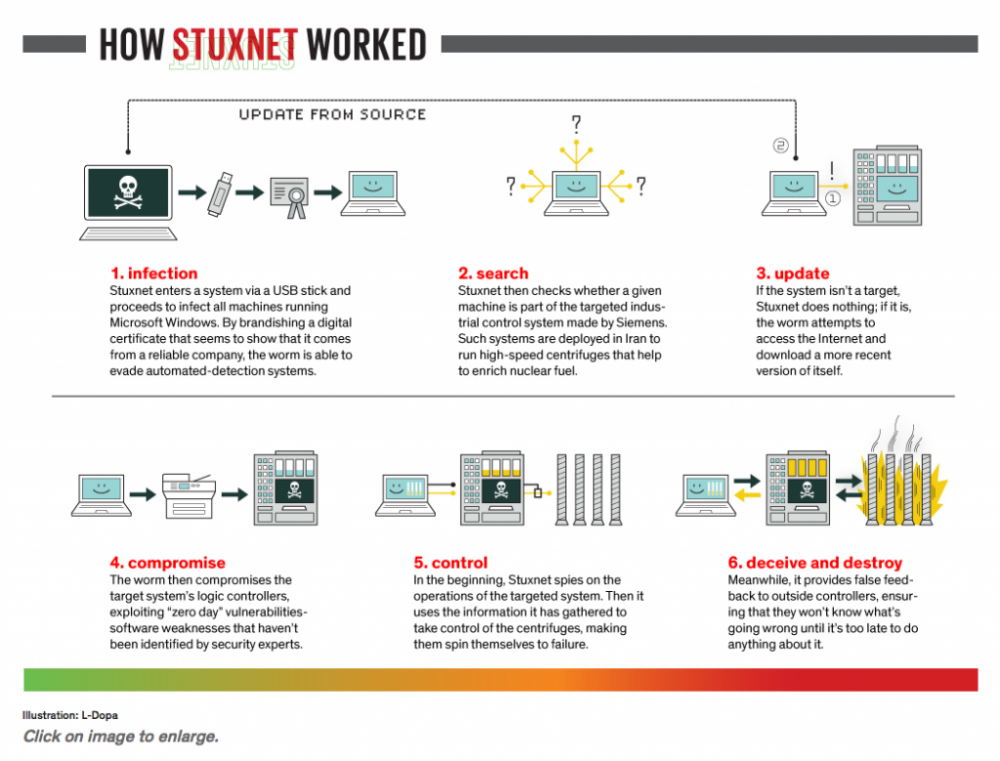 HOW STUXNET WORKED
UPDATE FROM SOURCE
?
?
?
2
!
1
1. infection
Stuxnet enters a system via a USB stick and
proceeds to infect all machines running
Microsoft Windows. By brandishing a digital
certificate that seems to show that it comes
from a reliable company, the worm is able to
evade automated-detection systems.
2. search
Stuxnet then checks whether a given
machine is part of the targeted indus-
trial control system made by Siemens.
Such systems are deployed in Iran to
run high-speed centrifuges that help
to enrich nuclear fuel.
3. update
If the system isn't a target,
Stuxnet does nothing; if it is,
the worm attempts to
access the Internet and
download a more recent
version of itself.
4. compromise
The worm then compromises the
target system's logic controllers,
exploiting “zero day” vulnerabilities-
software weaknesses that haven't
been identified by security experts.
5. control
In the beginning, Stuxnet spies on the
operations of the targeted system. Then it
uses the information it has gathered to
take control of the centrifuges, making
them spin themselves to failure.
6. deceive and destroy
Meanwhile, it provides false feed-
back to outside controllers, ensur-
ing that they won't know what's
going wrong until it's too late to do
anything about it.
Illustration: L-Dopa
Click on image to enlarge.